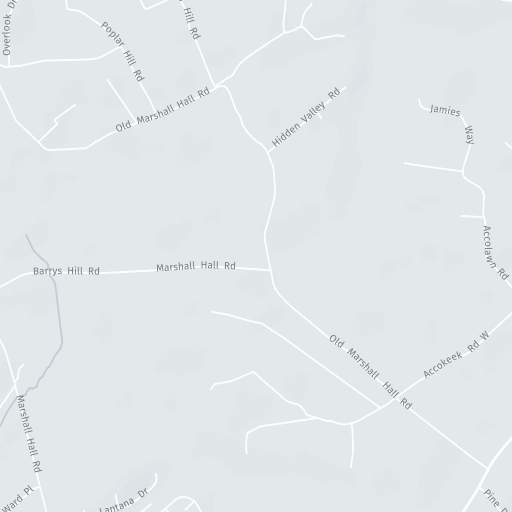 Overlook Dr
Poplar Hill Rd
Hill Rd
Old Marshall Hall Rd
Hidden Valley Rd
Jamies Way
Accolawn Rd
Barrys Hill Rd
Marshall Hall Rd
Old Marshall Hall Rd
Accokeek Rd W
Marshall Hall Rd
Ward Pl
Lantana Dr
Pine D